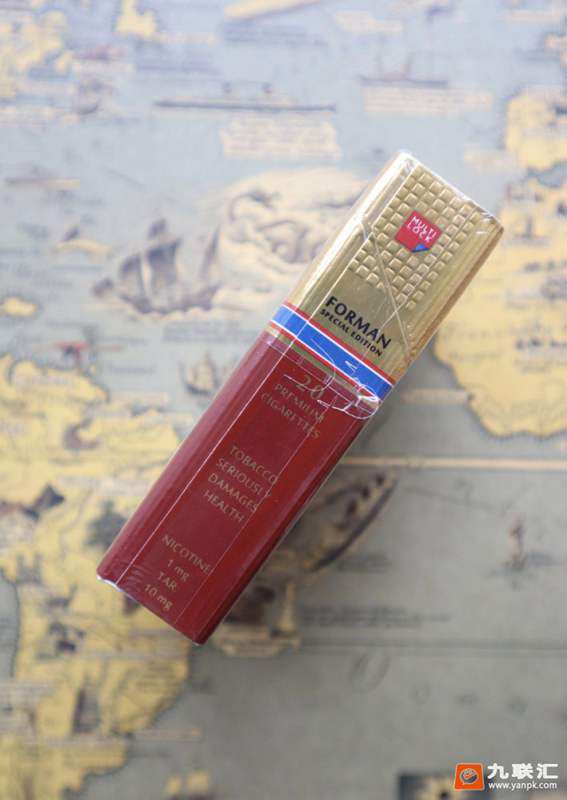 MULTI
LOCK
FORMAN
SPECIAL EDITION
20
PREMIUM
CIGARETTES
TOBACCO
SERIOUSLY
DAMAGES
HEALTH
NICOTINE
1 mg
TAR
10 mg
九联汇
www.yanpk.com